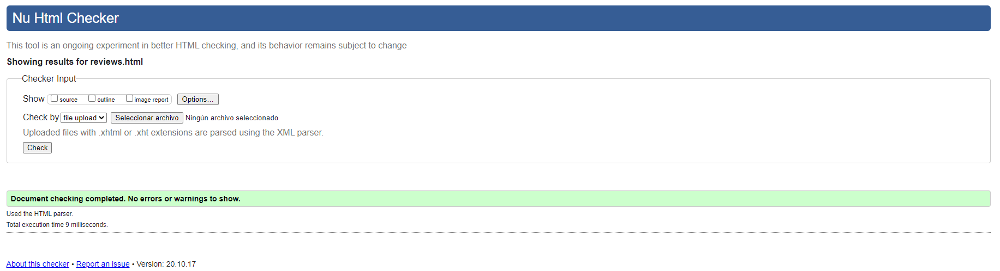 Nu Html Checker
This tool is an ongoing experiment in better HTML checking, and its behavior remains subject to change
Showing results for reviews.html
Checker Input
Show source outline image report Options...
Check by file upload Seleccionar archivo Ningún archivo seleccionado
Uploaded files with .xhtml or .xht extensions are parsed using the XML parser.
Check
Document checking completed. No errors or warnings to show.
Used the HTML parser.
Total execution time 9 milliseconds.
About this checker • Report an issue • Version: 20.10.17